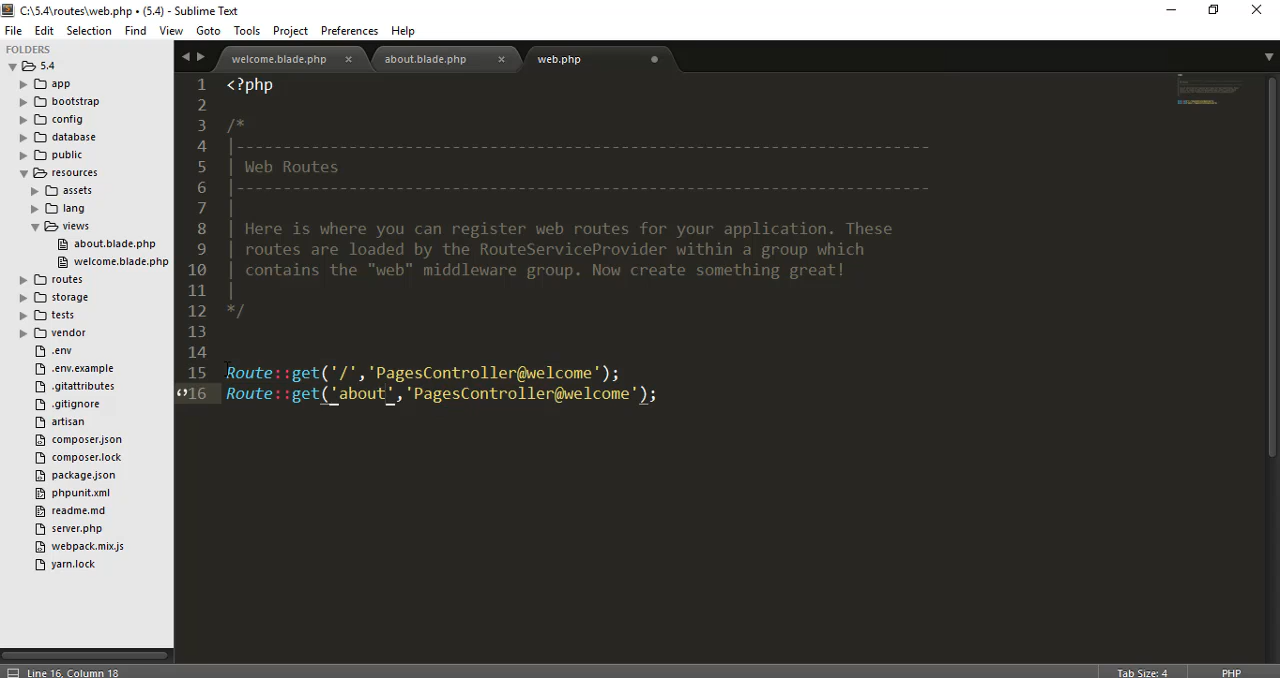 C:\5.4\routes\web.php • (5.4) - Sublime Text
File Edit Selection Find View Goto Tools Project Preferences Help
FOLDERS
5.4
app
bootstrap
config
database
public
resources
assets
lang
views
about.blade.php
welcome.blade.php
routes
storage
tests
vendor
.env
.env.example
.gitattributes
.gitignore
artisan
composer.json
composer.lock
package.json
phpunit.xml
readme.md
server.php
webpack.mix.js
yarn.lock
welcome.blade.php × about.blade.php × web.php
1 <?php
2
3 /*
4 |--------------------------------------------------------------------------
5 | Web Routes
6 |--------------------------------------------------------------------------
7 |
8 | Here is where you can register web routes for your application. These
9 | routes are loaded by the RouteServiceProvider within a group which
10 | contains the "web" middleware group. Now create something great!
11 |
12 */
13
14
15 Route::get('/','PagesController@welcome');
16 Route::get('about','PagesController@welcome');
Line 16, Column 18 Tab Size: 4 PHP